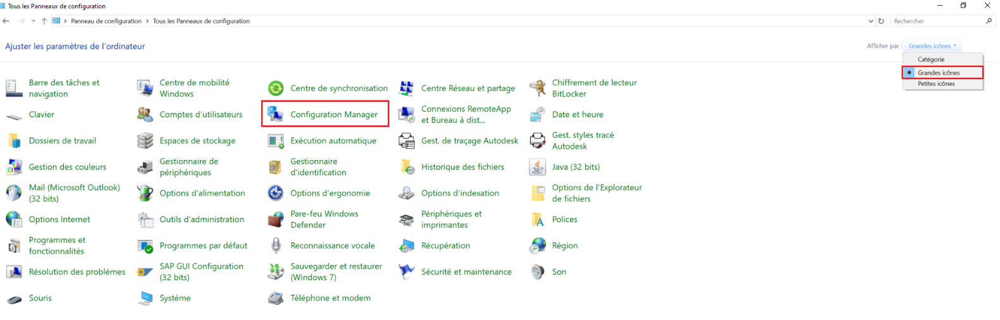 Tous les Panneaux de configuration
Panneau de configuration > Tous les Panneaux de configuration
Rechercher
Ajuster les paramètres de l'ordinateur
Afficher par :
Grandes icônes
Catégorie
Grandes icônes
Petites icônes
Barre des tâches et
navigation
Centre de mobilité
Windows
Centre de synchronisation
Centre Réseau et partage
Chiffrement de lecteur
BitLocker
Clavier
Comptes d'utilisateurs
Configuration Manager
Connexions RemoteApp
et Bureau à dist...
Date et heure
Dossiers de travail
Espaces de stockage
Exécution automatique
Gest. de traçage Autodesk
Gest. styles tracé
Autodesk
Gestion des couleurs
Gestionnaire de
périphériques
Gestionnaire
d'identification
Historique des fichiers
Java (32 bits)
Mail (Microsoft Outlook)
(32 bits)
Options d'alimentation
Options d'ergonomie
Options d'indexation
Options de l'Explorateur
de fichiers
Options Internet
Outils d'administration
Pare-feu Windows
Defender
Périphériques et
imprimantes
Polices
Programmes et
fonctionnalités
Programmes par défaut
Reconnaissance vocale
Récupération
Région
Résolution des problèmes
SAP GUI Configuration
(32 bits)
Sauvegarder et restaurer
(Windows 7)
Sécurité et maintenance
Son
Souris
Système
Téléphone et modem